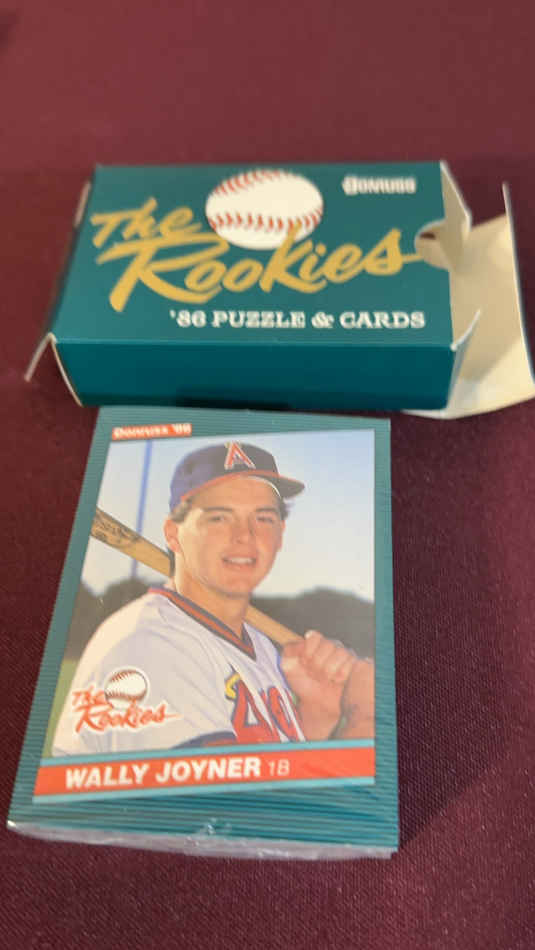 DONRUSS
The
Rookies
'86 PUZZLE & CARDS
Donruss '86
A
The
Rookies
WALLY JOYNER 1B